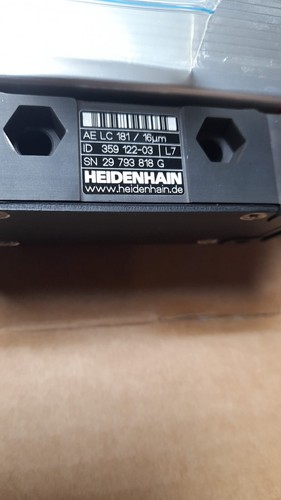 AE LC 181 / 16µm
ID 359 122-03 L7
SN 29 793 818 G
HEIDENHAIN
www.heidenhain.de